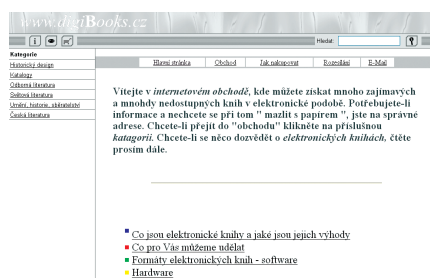 www.digiBooks.cz
Hledat:
Kategorie
Historický design
Katalogy
Odborná literatura
Světová literatura
Umění, historie, sběratelství
Česká literatura
Hlavní stránka Obchod Jak nakupovat Rozesílání E-Mail
Vítejte v internetovém obchodě, kde můžete získat mnoho zajímavých
a mnohdy nedostupných knih v elektronické podobě. Potřebujete-li
informace a nechcete se při tom " mazlit s papírem ", jste na správné
adrese. Chcete-li přejít do "obchodu" klikněte na příslušnou
katagorii. Chcete-li se něco dozvědět o elektronických knihách, čtěte
prosím dále.
Co jsou elektronické knihy a jaké jsou jejich výhody
Co pro Vás můžeme udělat
Formáty elektronických knih - software
Hardware